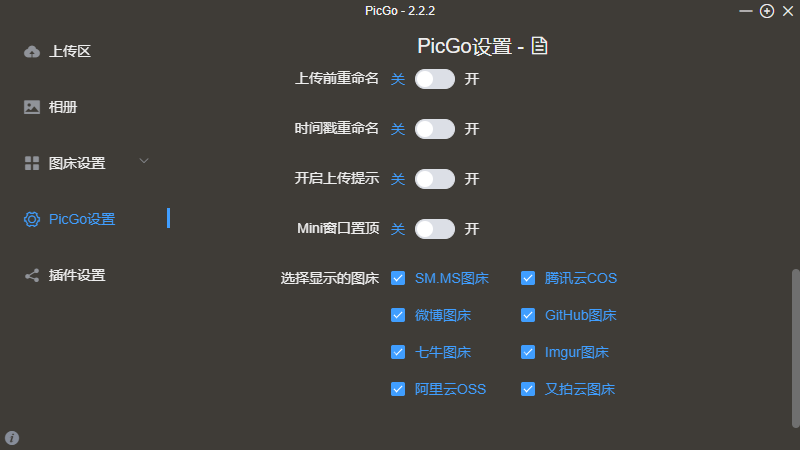 PicGo - 2.2.2
上传区
相册
图床设置
PicGo设置
插件设置
PicGo设置 -
上传前重命名 关 开
时间戳重命名 关 开
开启上传提示 关 开
Mini窗口置顶 关 开
选择显示的图床 SM.MS图床 腾讯云COS
微博图床 GitHub图床
七牛图床 Imgur图床
阿里云OSS 又拍云图床